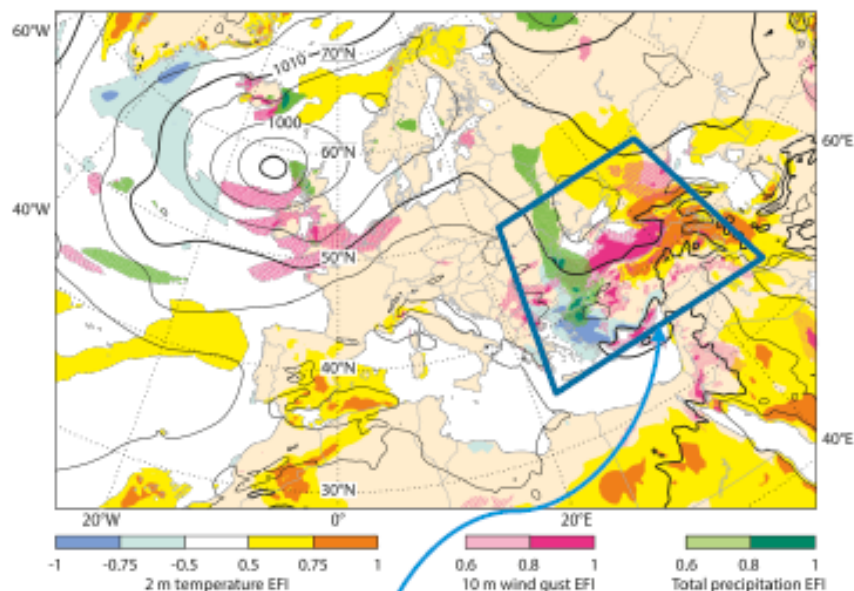 60°W
1010
70°N
1000
60°N
60°E
40°W
50°N
40°N
40°E
30°N
20°W 0° 20°E
-1 -0.75 -0.5 0.5 0.75 1 0.6 0.8 1 0.6 0.8 1
2 m temperature EFI 10 m wind gust EFI Total precipitation EFI